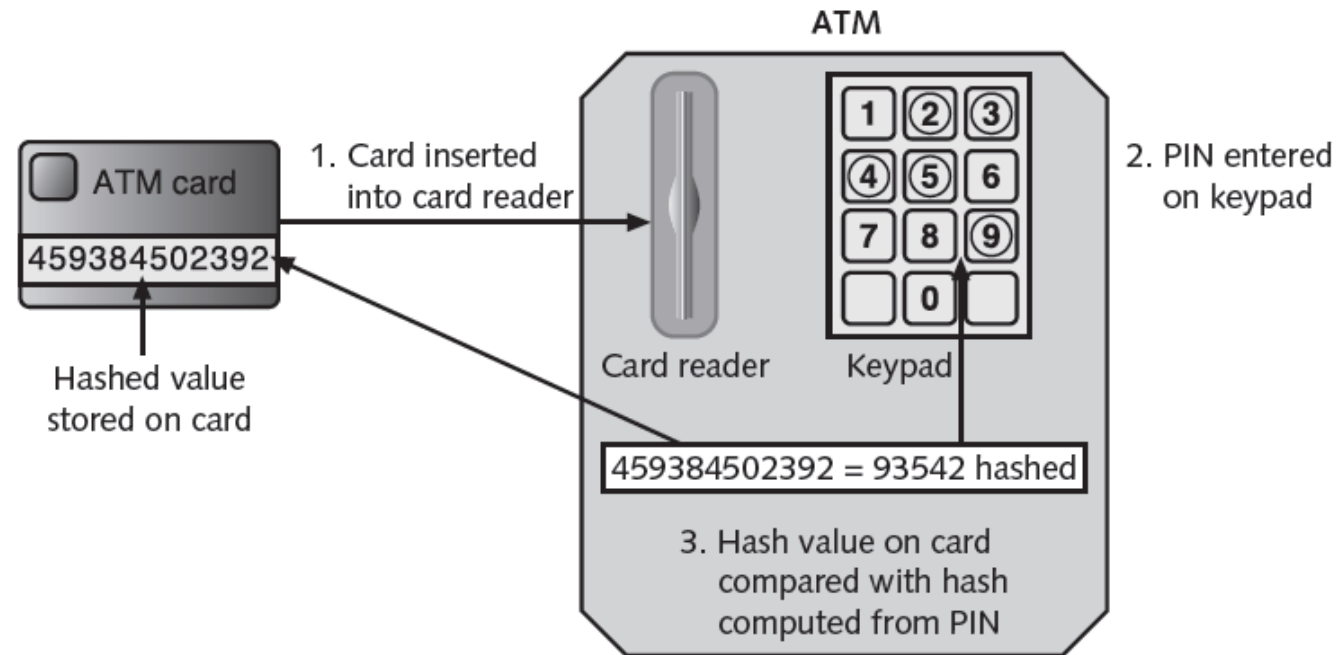 ATM
ATM card
459384502392
Hashed value
stored on card
1. Card inserted
into card reader
Card reader
1 2 3
4 5 6
7 8 9
0
Keypad
2. PIN entered
on keypad
459384502392 = 93542 hashed
3. Hash value on card
compared with hash
computed from PIN